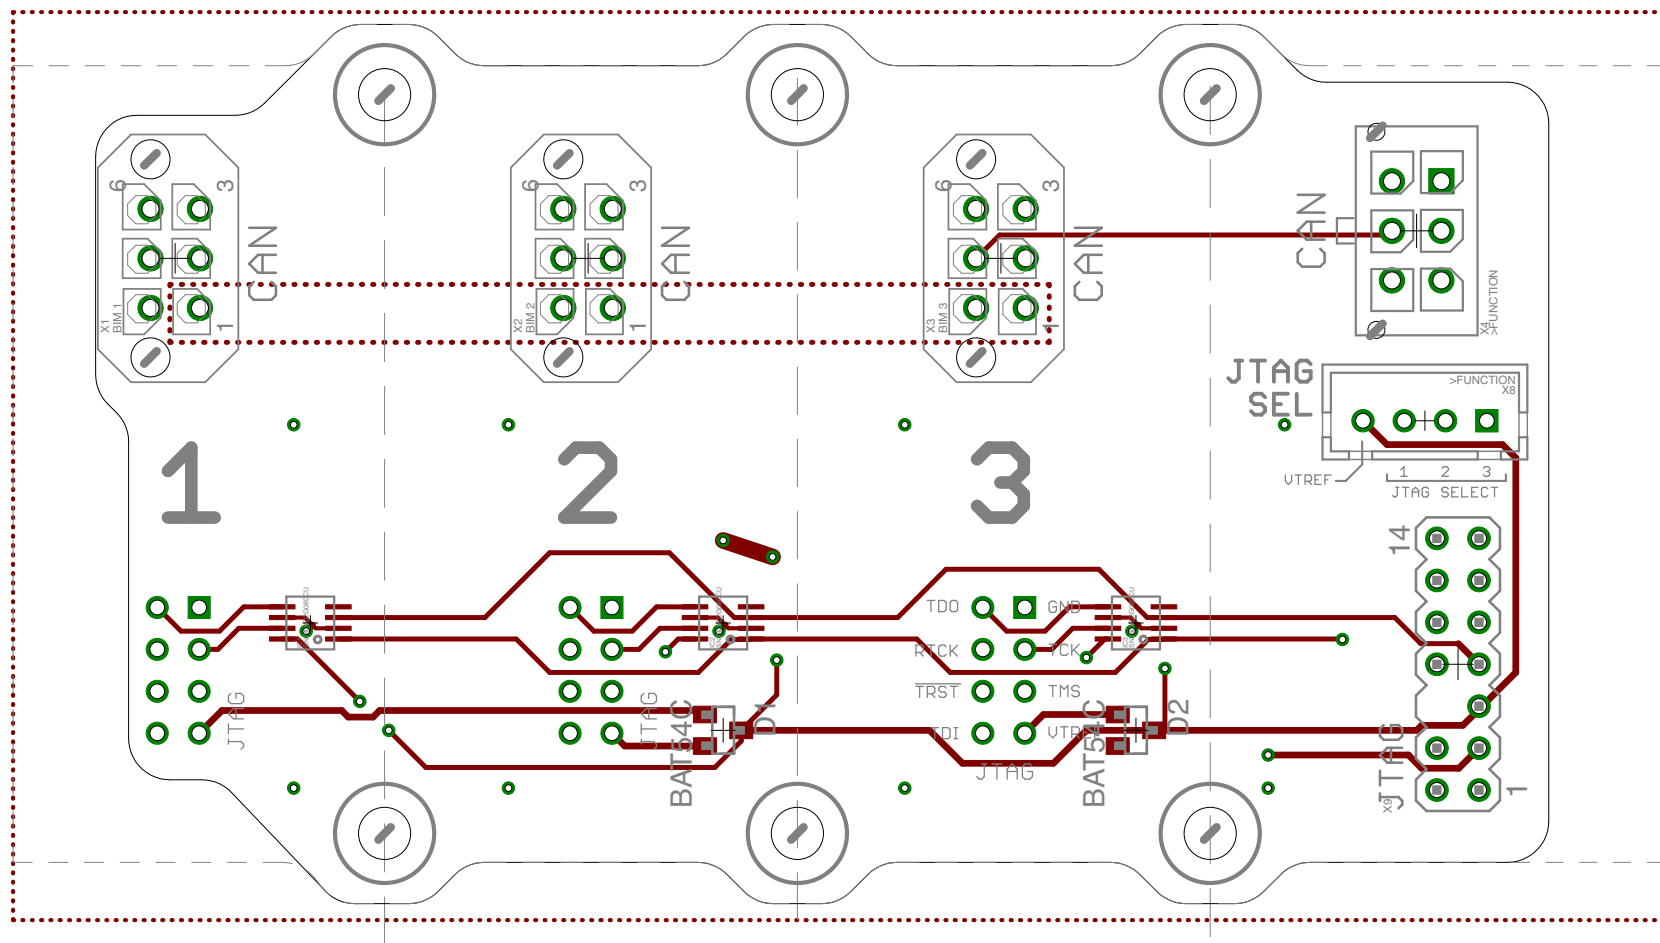 6
3
CAN
X1
BIM 1
1
6
3
CAN
X2
BIM 2
1
6
3
CAN
X3
BIM 3
1
CAN
X4
>FUNCTION
JTAG
SEL
>FUNCTION
X8
VTREF
1 2 3
JTAG SELECT
1
2
3
14
TDO
GND
RTCK
TCK
TRST
TMS
TDI
VTREF
JTAG
JTAG
JTAG
BAT54C
D1
BAT54C
D2
JTAG
X9
1